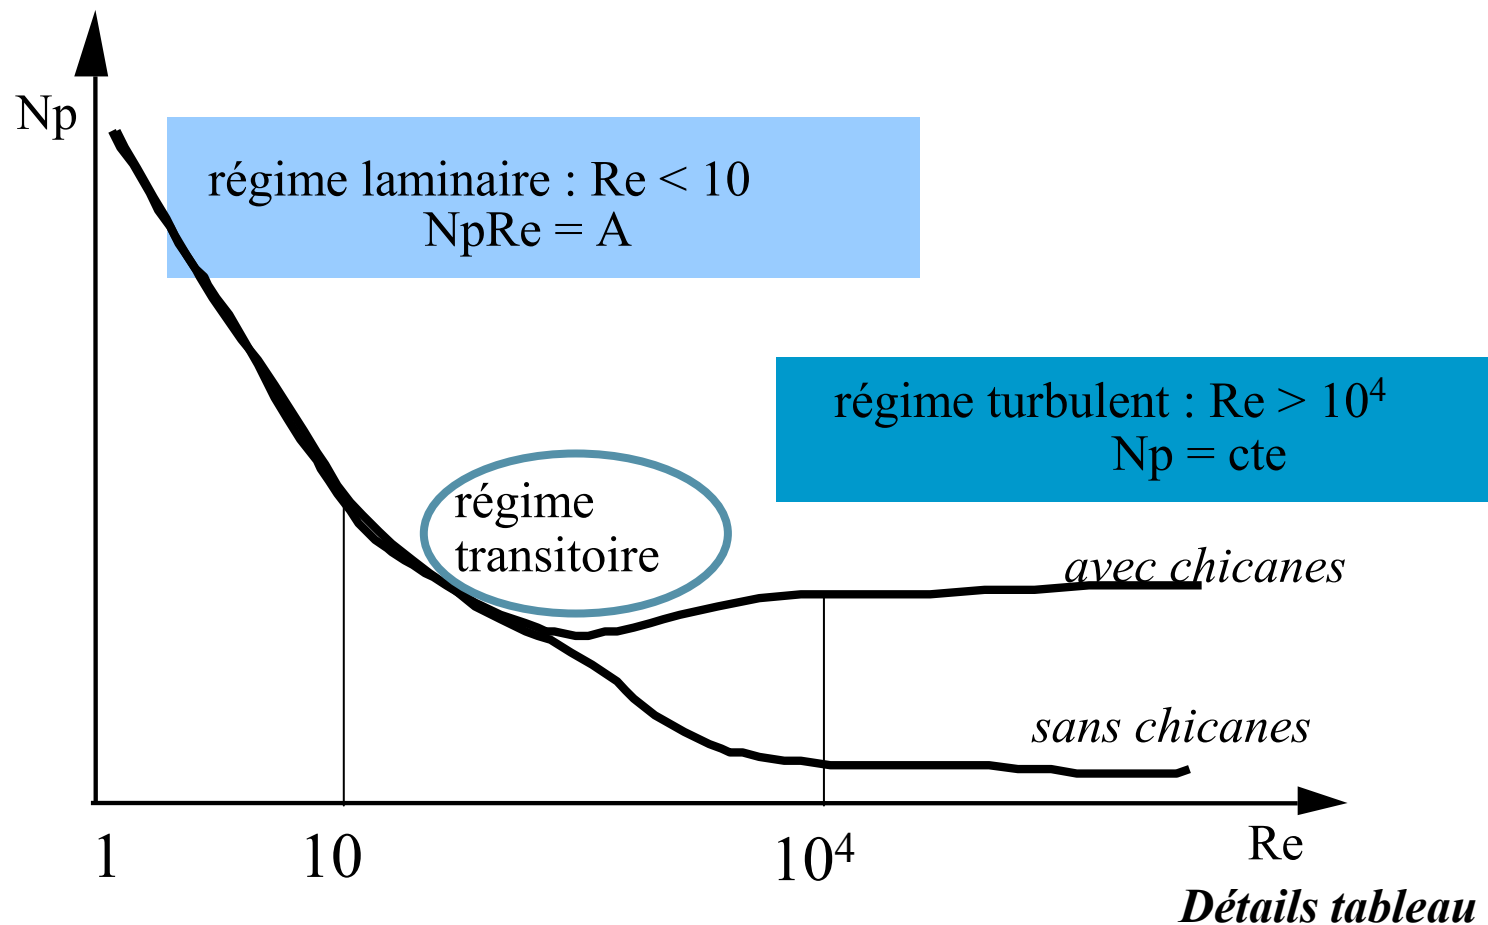 Np
régime laminaire : Re < 10
NpRe = A
régime turbulent : Re > 10⁴
Np = cte
régime
transitoire
avec chicanes
sans chicanes
1
10
10⁴
Re
Détails tableau